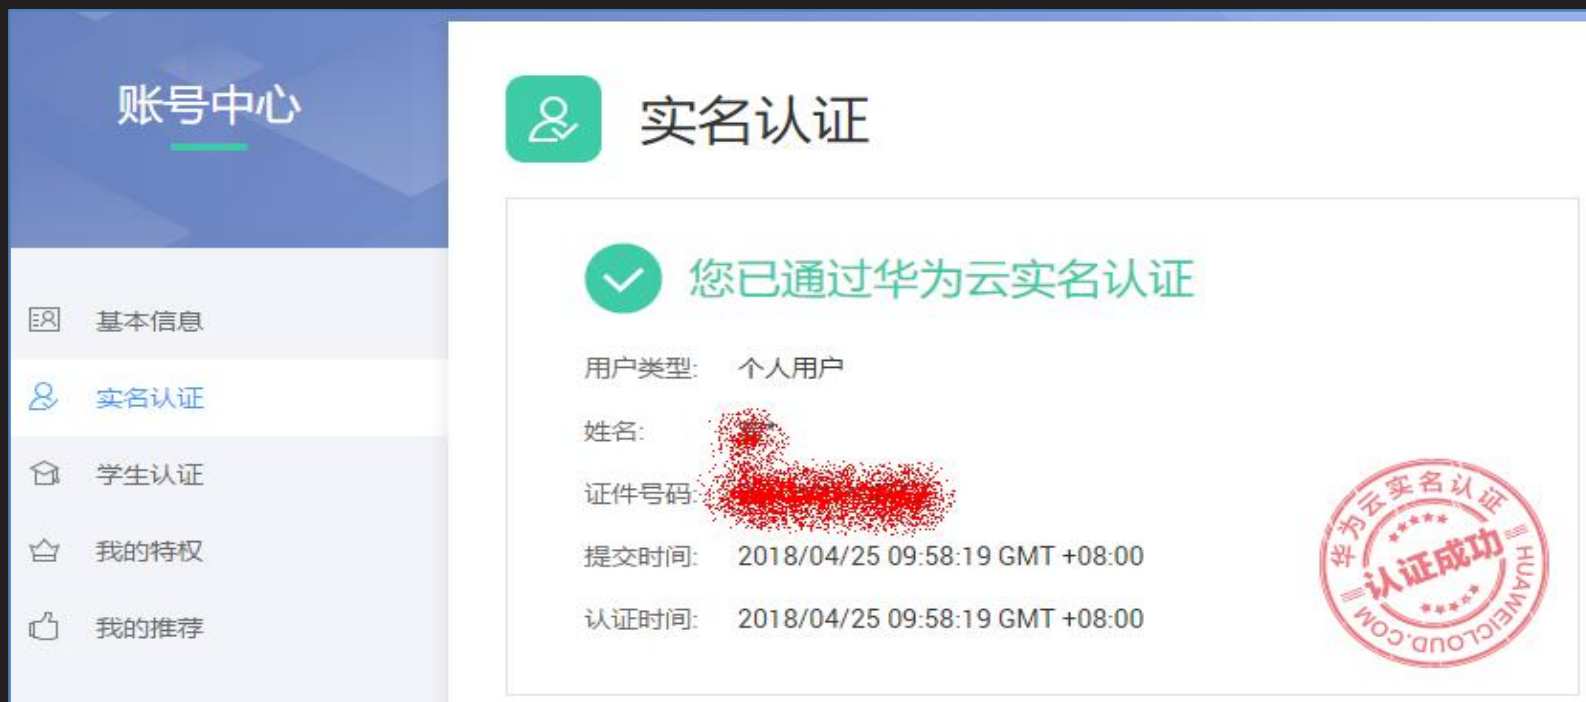 账号中心
基本信息
实名认证
学生认证
我的特权
我的推荐
实名认证
您已通过华为云实名认证
用户类型: 个人用户
姓名:
证件号码:
提交时间: 2018/04/25 09:58:19 GMT +08:00
认证时间: 2018/04/25 09:58:19 GMT +08:00
华为云实名认证
认证成功
HUAWEICLOUD.COM